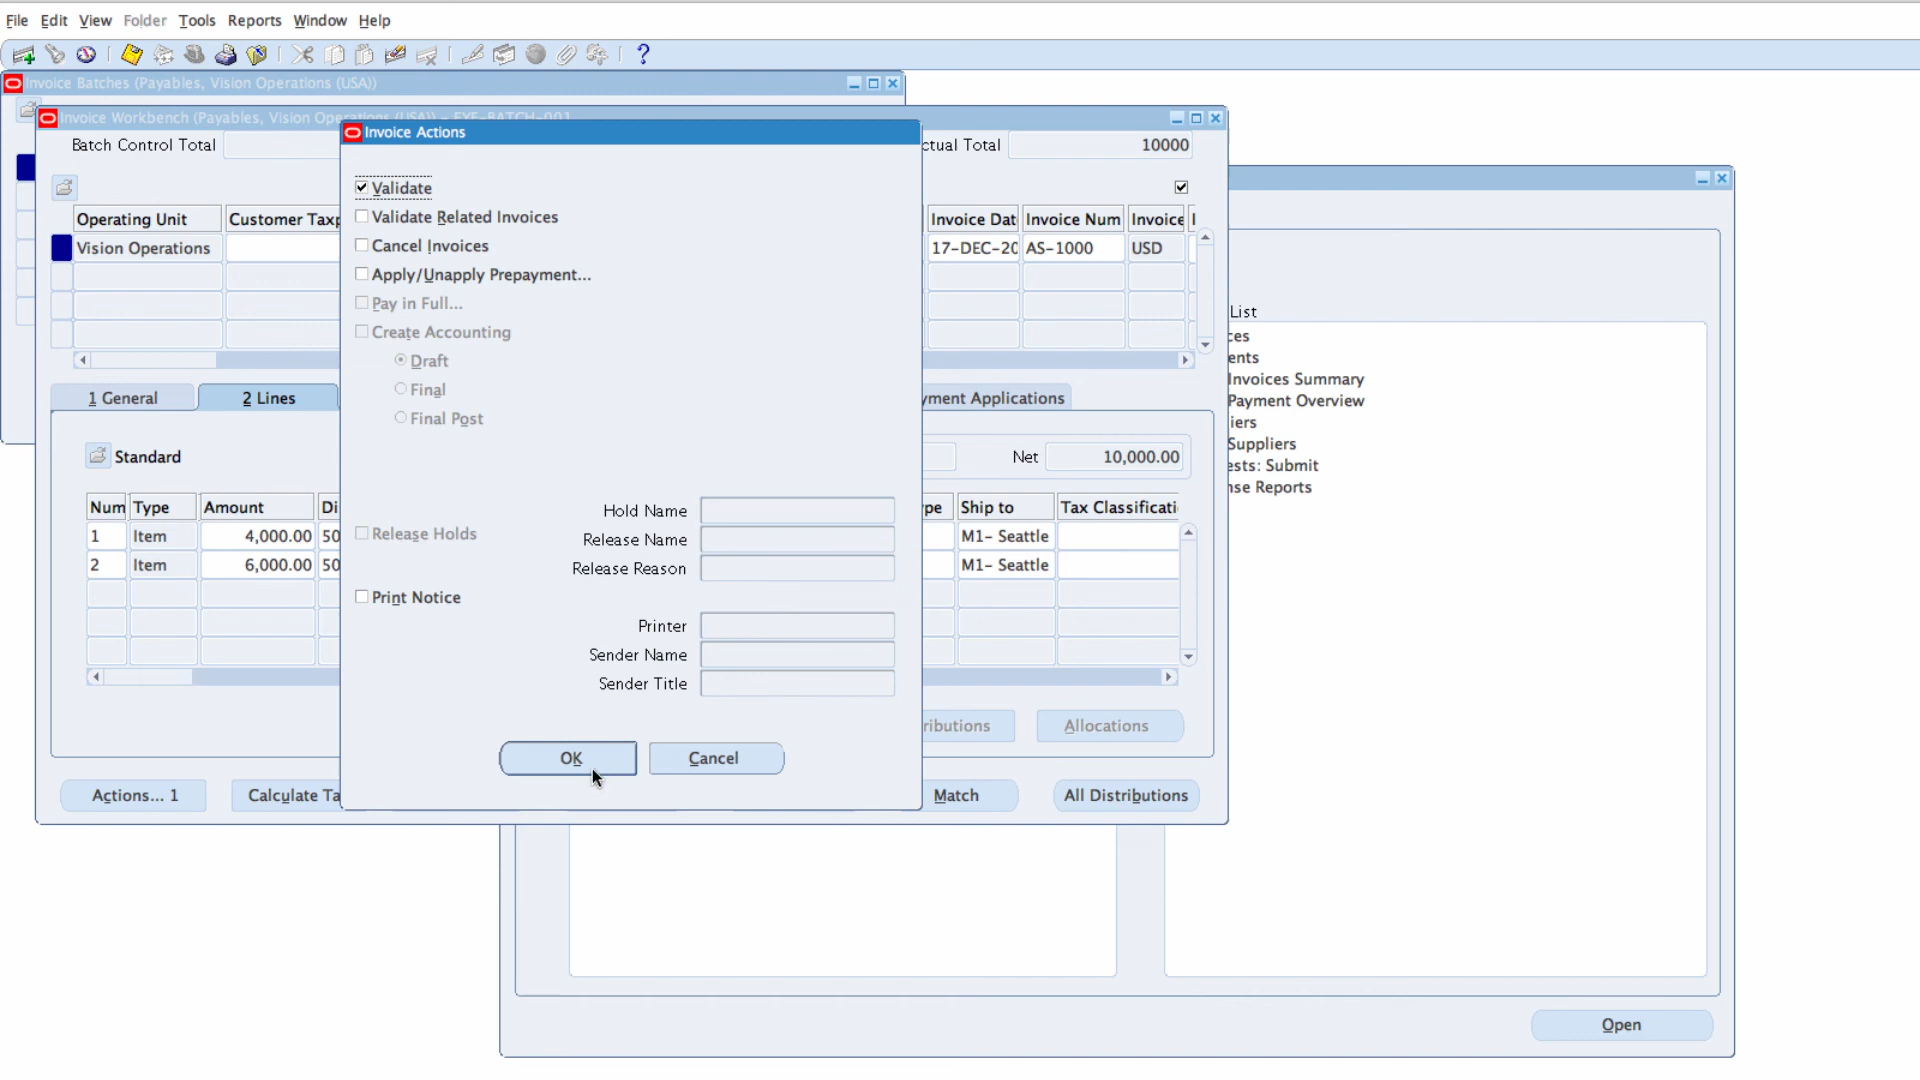 File Edit View Folder Tools Reports Window Help
?
Invoice Batches (Payables, Vision Operations (USA))
Invoice Workbench (Payables, Vision Operations (USA))
Invoice Actions
Batch Control Total
ctual Total 10000
Validate
Validate Related Invoices
Cancel Invoices
Apply/Unapply Prepayment...
Pay in Full...
Create Accounting
Draft
Final
Final Post
Operating Unit Customer Taxp Invoice Dat Invoice Num Invoice
Vision Operations 17-DEC-20 AS-1000 USD
1 General 2 Lines yment Applications
Standard Net 10,000.00
Num Type Amount Di pe Ship to Tax Classificati
1 Item 4,000.00 50 M1- Seattle
2 Item 6,000.00 50 M1- Seattle
Hold Name
Release Holds
Release Name
Release Reason
Print Notice
Printer
Sender Name
Sender Title
OK Cancel
ributions Allocations
Actions... 1 Calculate Ta Match All Distributions
List
ces
ents
Invoices Summary
Payment Overview
iers
Suppliers
ests: Submit
nse Reports
Open